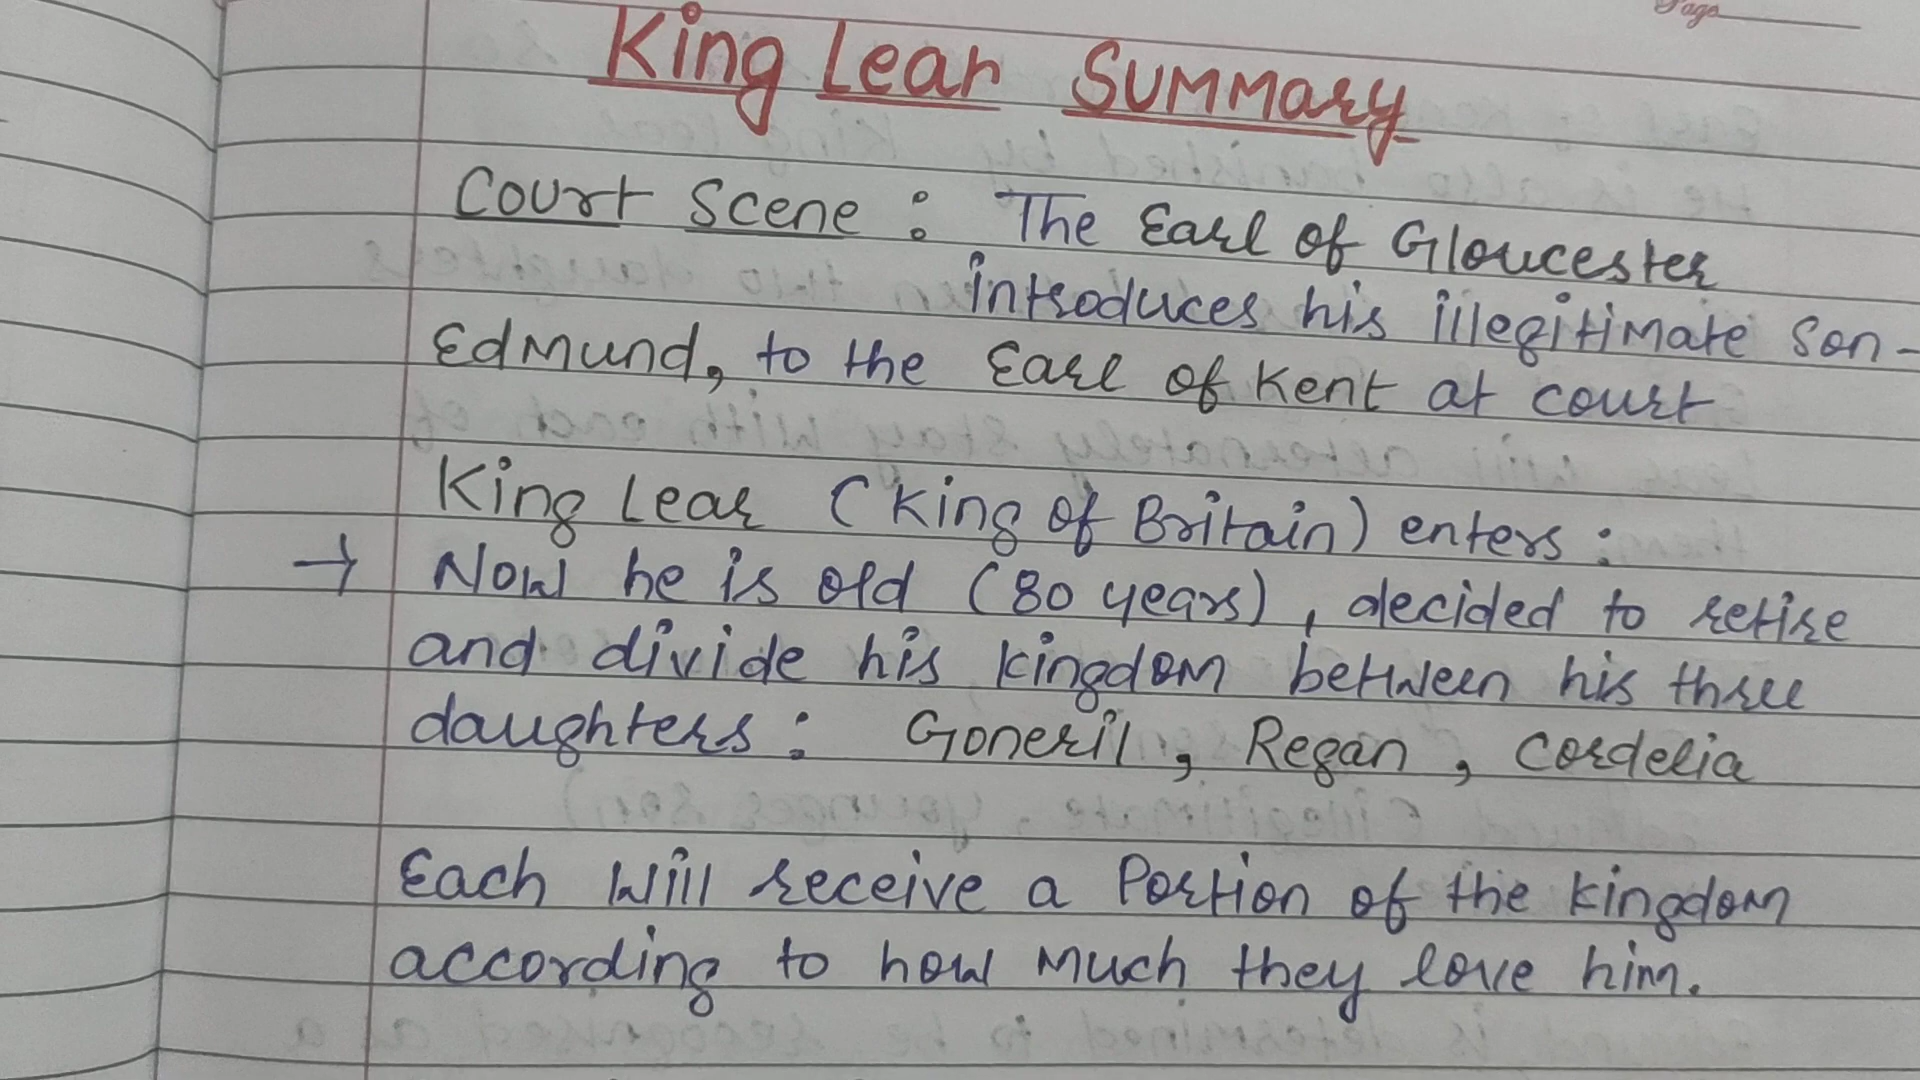 Page
King Lear Summary
Court Scene : The Earl of Gloucester
introduces his illegitimate son-
Edmund, to the Earl of Kent at court
King Lear (King of Britain) enters :
→ Now he is old (80 years), decided to retire
and divide his kingdom between his three
daughters : Goneril, Regan, Cordelia
Each will receive a Portion of the kingdom
according to how much they love him.